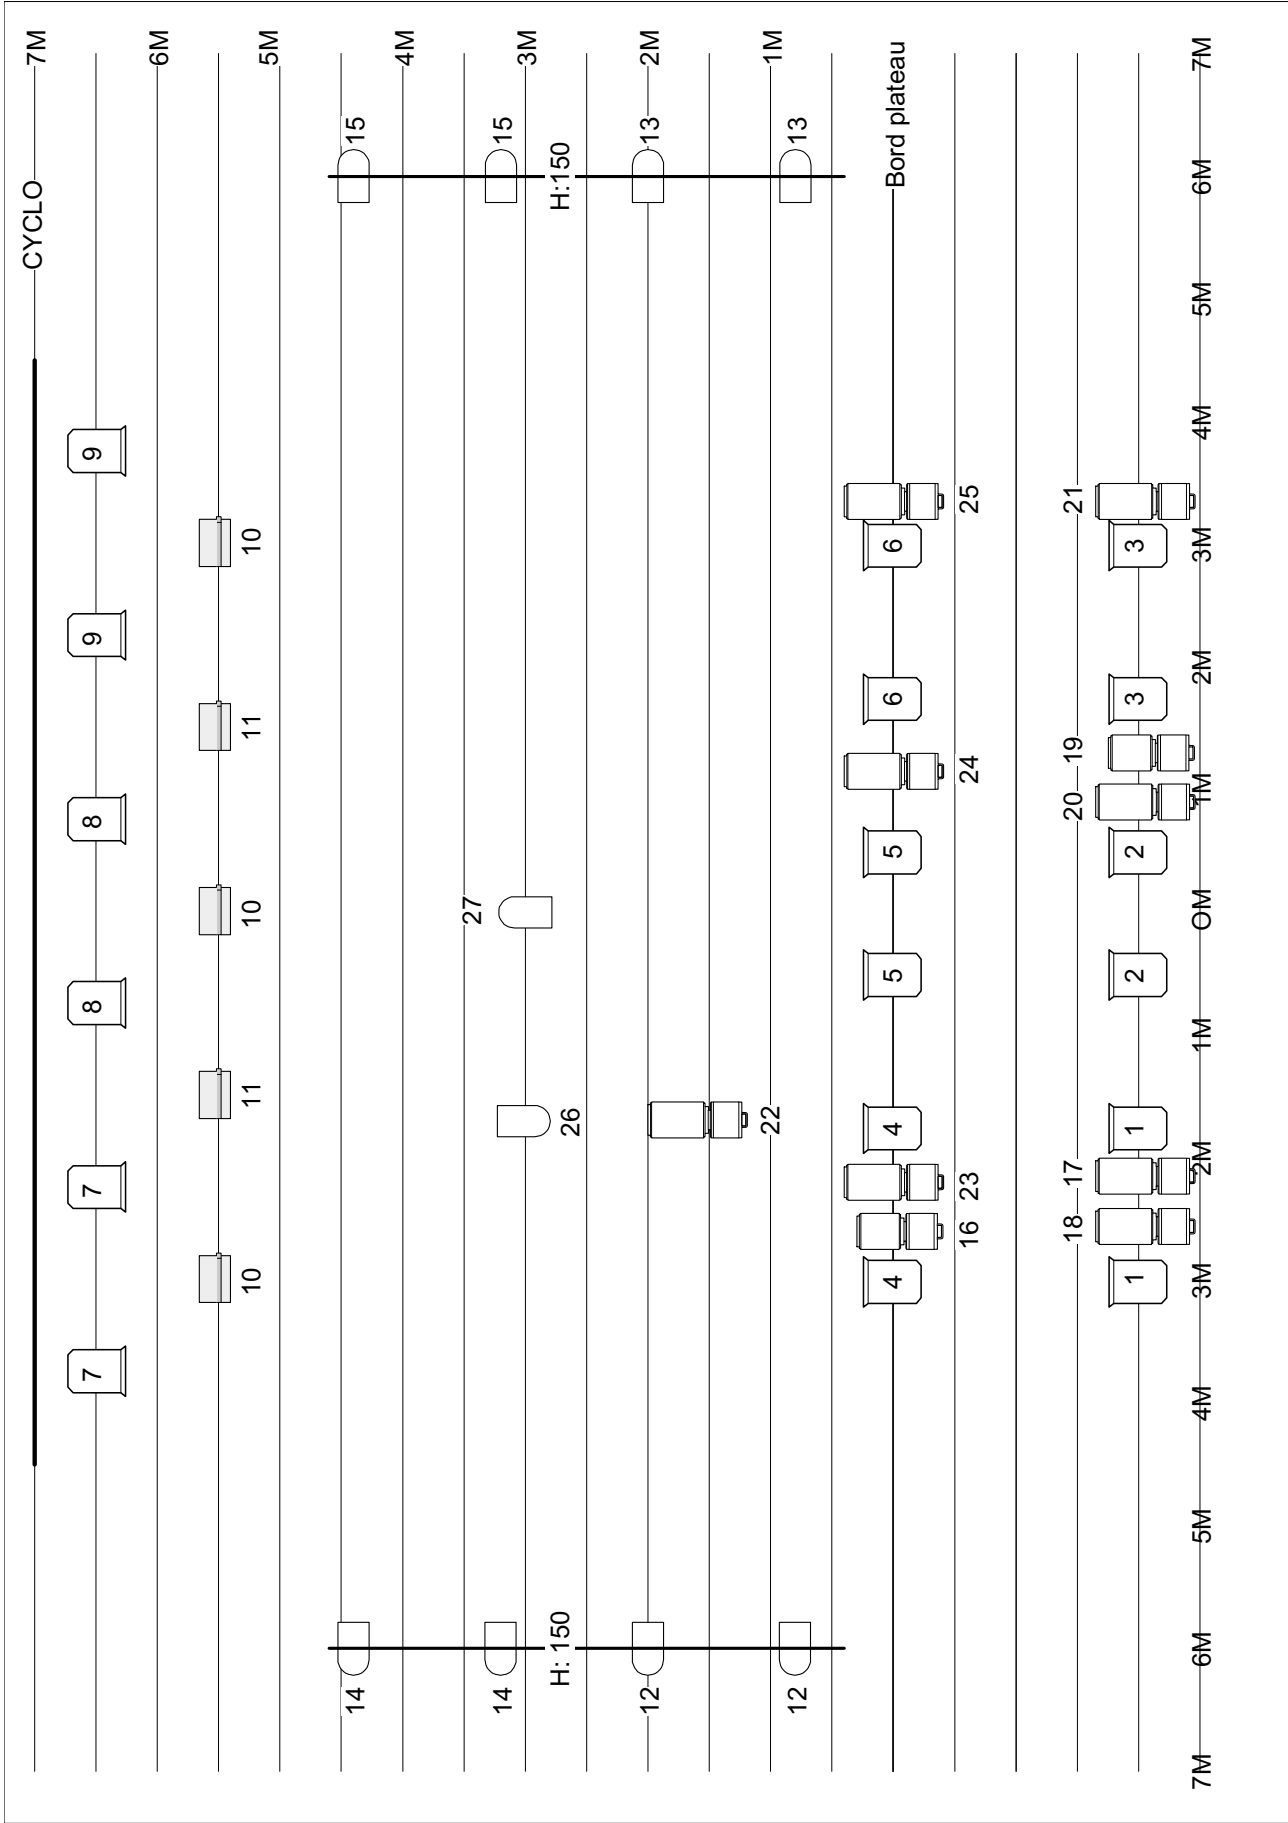 CYCLO 7M
7 7 8 8 9 9
6M
10 11 10 11 10
5M
14 15
4M
27
14 15
3M
H: 150 H:150
26
12 13 2M
22 1M
12 13
4 4 5 5 6 6 Bord plateau
16 23 24 25
18 17 20 19 21
1 1 2 2 3 3
7M 6M 5M 4M 3M 2M 1M OM 1M 2M 3M 4M 5M 6M 7M